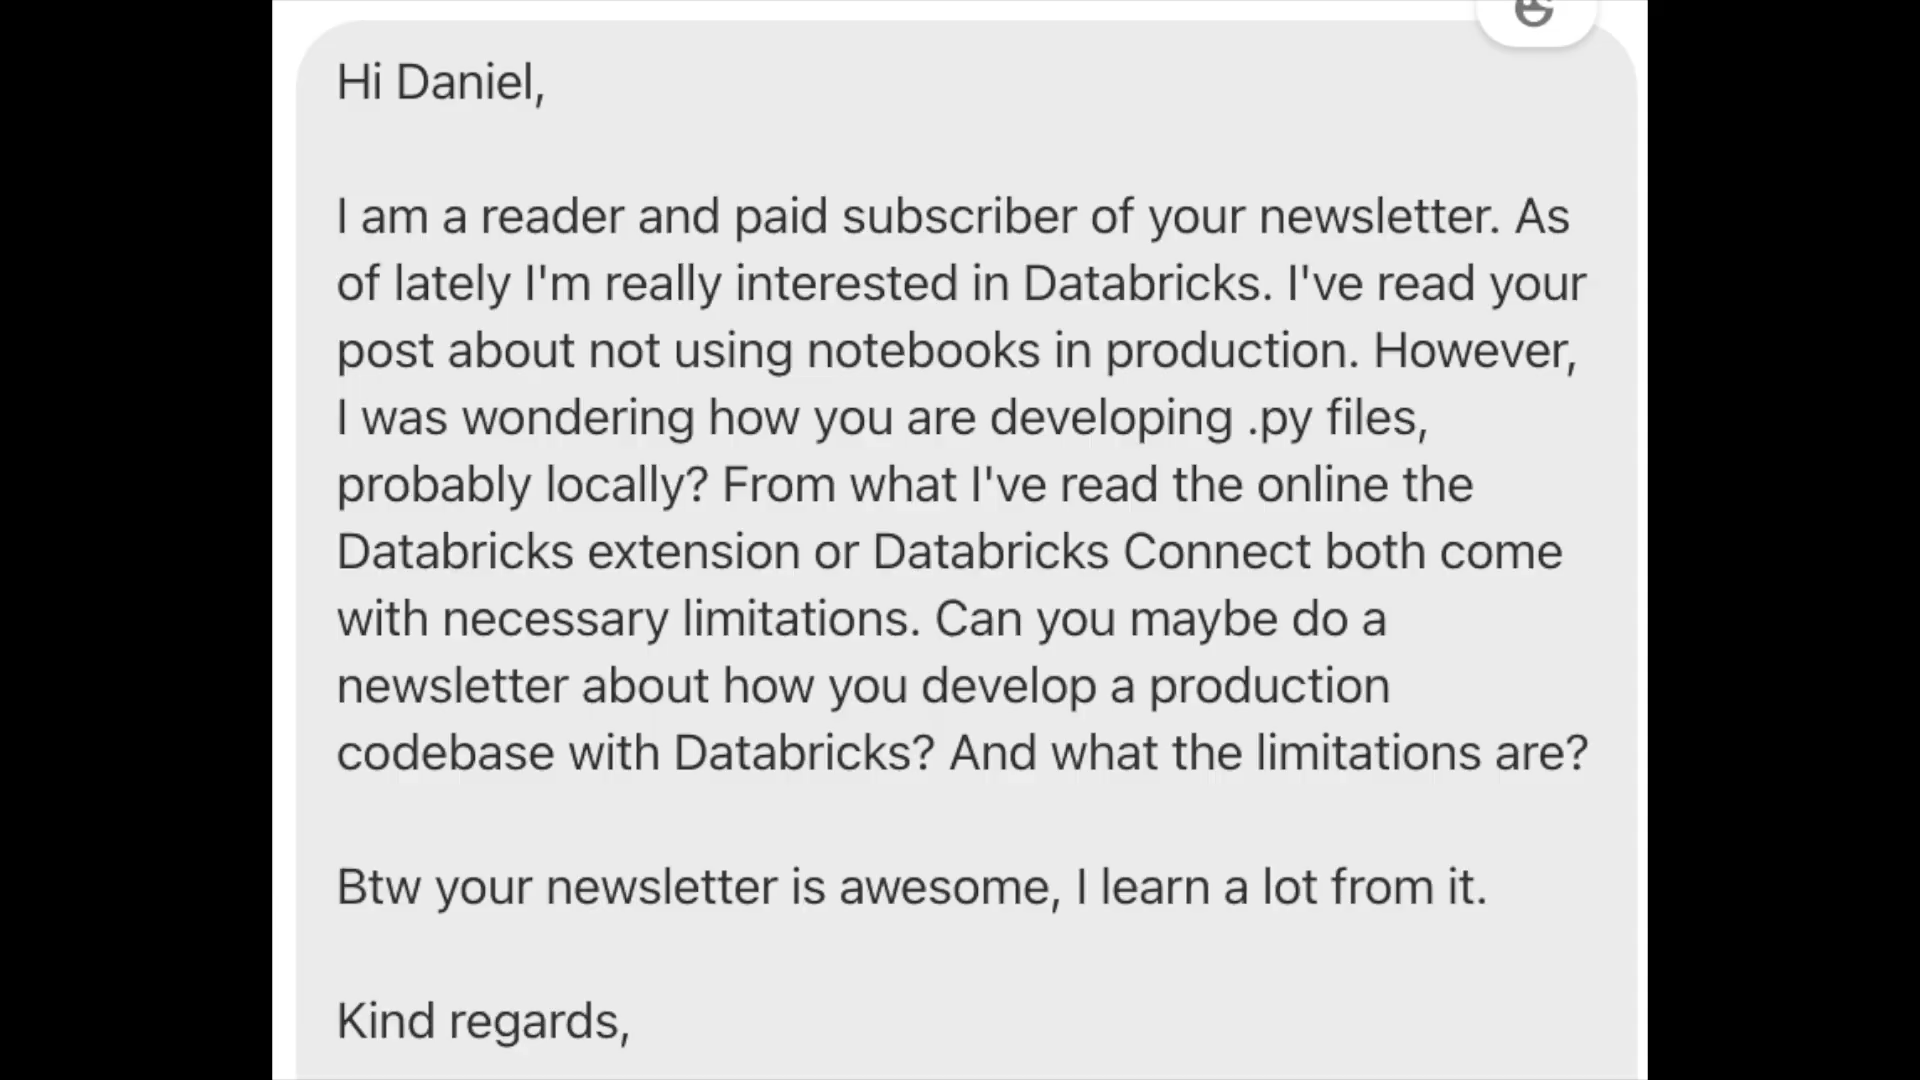 Hi Daniel,
I am a reader and paid subscriber of your newsletter. As
of lately I'm really interested in Databricks. I've read your
post about not using notebooks in production. However,
I was wondering how you are developing .py files,
probably locally? From what I've read the online the
Databricks extension or Databricks Connect both come
with necessary limitations. Can you maybe do a
newsletter about how you develop a production
codebase with Databricks? And what the limitations are?
Btw your newsletter is awesome, I learn a lot from it.
Kind regards,